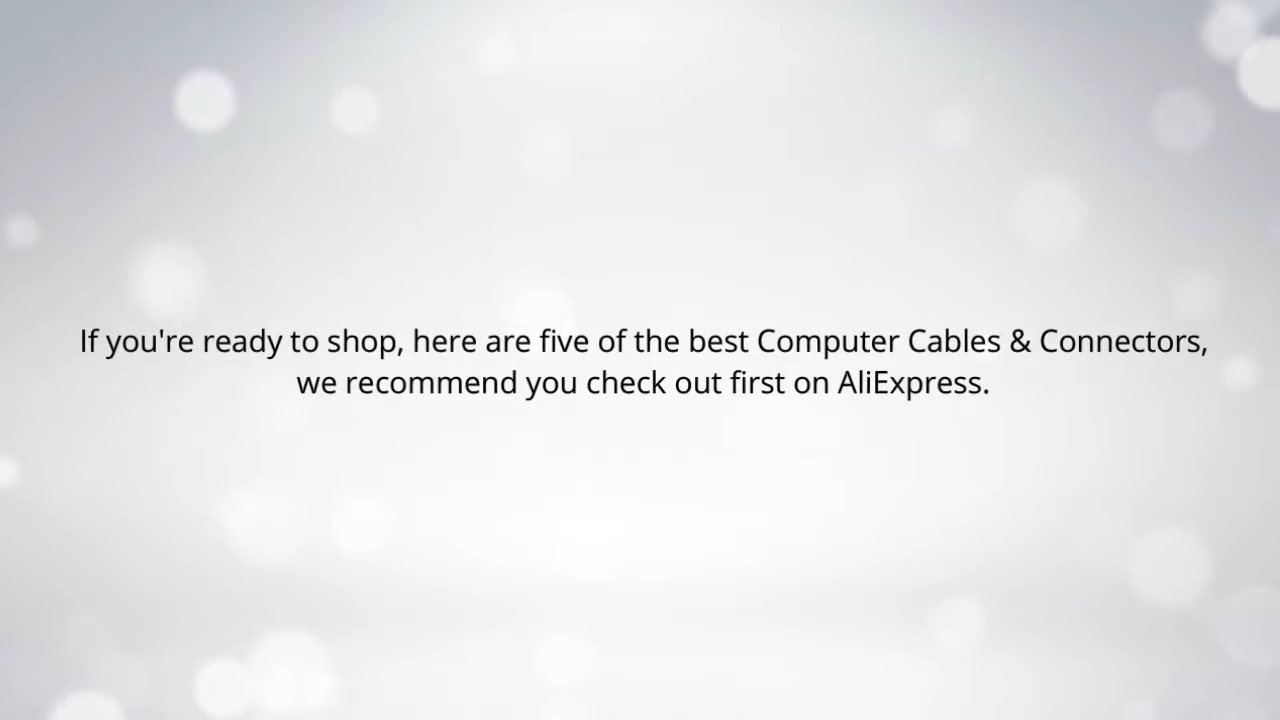 If you're ready to shop, here are five of the best Computer Cables & Connectors,
we recommend you check out first on AliExpress.